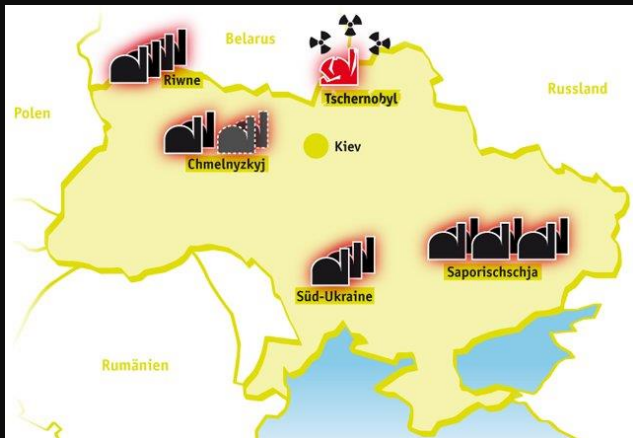 Belarus
Riwne
Tschernobyl
Russland
Polen
Kiev
Chmelnyzkyj
Saporischschja
Süd-Ukraine
Rumänien